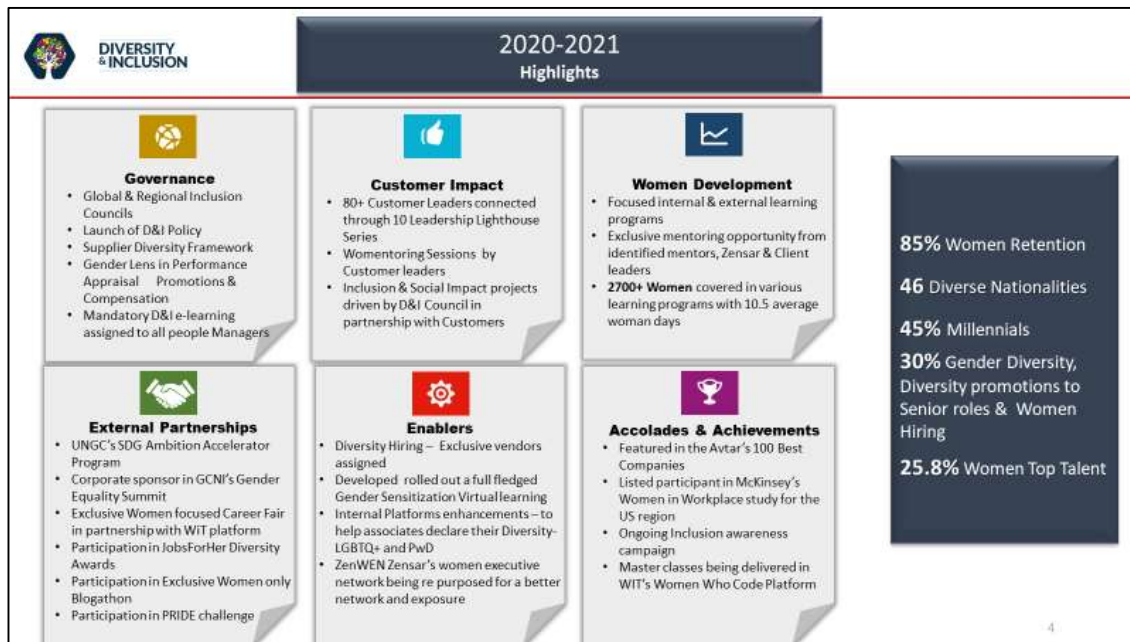 DIVERSITY
& INCLUSION
2020-2021
Highlights
Governance
• Global & Regional Inclusion
Councils
• Launch of D&I Policy
• Supplier Diversity Framework
• Gender Lens in Performance
Appraisal Promotions &
Compensation
• Mandatory D&I e-learning
assigned to all people Managers
Customer Impact
• 80+ Customer Leaders connected
through 10 Leadership Lighthouse
Series
• Womentoring Sessions by
Customer leaders
• Inclusion & Social Impact projects
driven by D&I Council in
partnership with Customers
Women Development
• Focused internal & external learning
programs
• Exclusive mentoring opportunity from
identified mentors, Zensar & Client
leaders
• 2700+ Women covered in various
learning programs with 10.5 average
woman days
External Partnerships
• UNGC's SDG Ambition Accelerator
Program
• Corporate sponsor in GCNI's Gender
Equality Summit
• Exclusive Women focused Career Fair
in partnership with WiT platform
• Participation in JobsForHer Diversity
Awards
• Participation in Exclusive Women only
Blogathon
• Participation in PRIDE challenge
Enablers
• Diversity Hiring – Exclusive vendors
assigned
• Developed rolled out a full fledged
Gender Sensitization Virtual learning
• Internal Platforms enhancements – to
help associates declare their Diversity-
LGBTQ+ and PwD
• ZenWEN Zensar's women executive
network being re purposed for a better
network and exposure
Accolades & Achievements
• Featured in the Avtar's 100 Best
Companies
• Listed participant in McKinsey's
Women in Workplace study for the
US region
• Ongoing Inclusion awareness
campaign
• Master classes being delivered in
WIT's Women Who Code Platform
85% Women Retention
46 Diverse Nationalities
45% Millennials
30% Gender Diversity,
Diversity promotions to
Senior roles & Women
Hiring
25.8% Women Top Talent
4